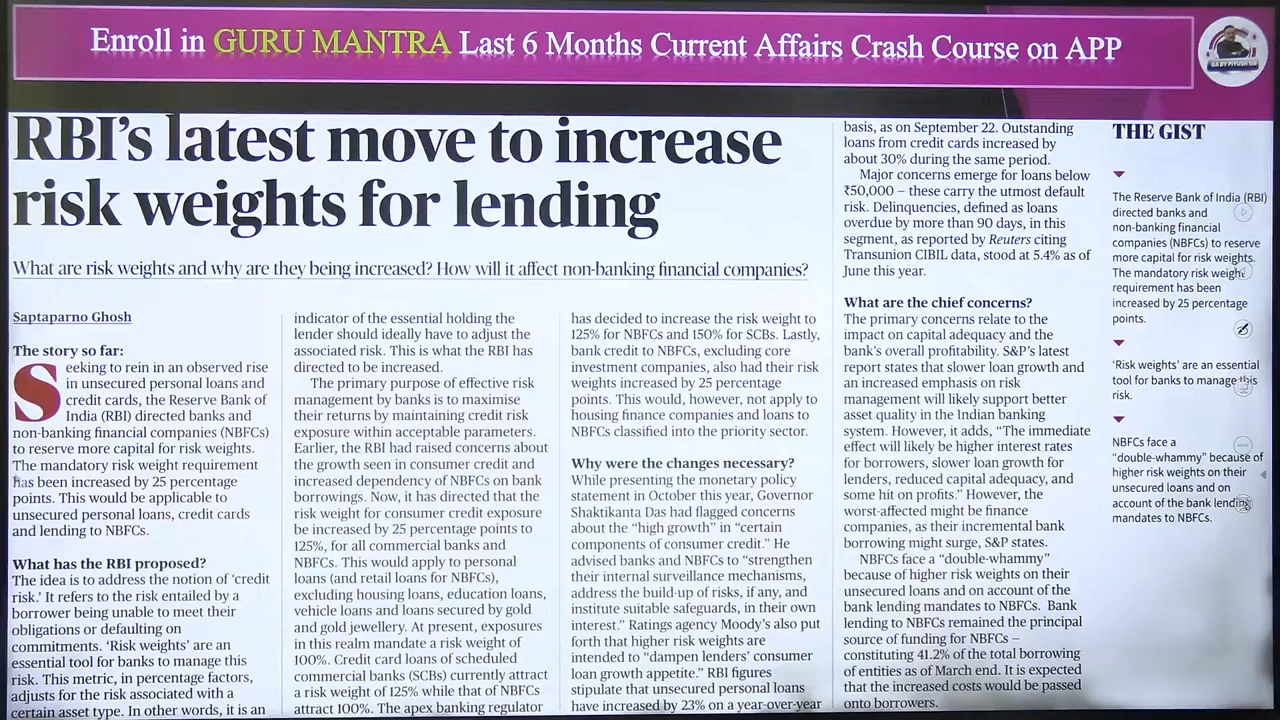 Enroll in GURU MANTRA Last 6 Months Current Affairs Crash Course on APP
GA BY PIYUSH SIR
RBI's latest move to increase
risk weights for lending
What are risk weights and why are they being increased? How will it affect non-banking financial companies?
Saptaparno Ghosh
The story so far:
Seeking to rein in an observed rise
in unsecured personal loans and
credit cards, the Reserve Bank of
India (RBI) directed banks and
non-banking financial companies (NBFCs)
to reserve more capital for risk weights.
The mandatory risk weight requirement
has been increased by 25 percentage
points. This would be applicable to
unsecured personal loans, credit cards
and lending to NBFCs.
What has the RBI proposed?
The idea is to address the notion of 'credit
risk.' It refers to the risk entailed by a
borrower being unable to meet their
obligations or defaulting on
commitments. 'Risk weights' are an
essential tool for banks to manage this
risk. This metric, in percentage factors,
adjusts for the risk associated with a
certain asset type. In other words, it is an
indicator of the essential holding the
lender should ideally have to adjust the
associated risk. This is what the RBI has
directed to be increased.
The primary purpose of effective risk
management by banks is to maximise
their returns by maintaining credit risk
exposure within acceptable parameters.
Earlier, the RBI had raised concerns about
the growth seen in consumer credit and
increased dependency of NBFCs on bank
borrowings. Now, it has directed that the
risk weight for consumer credit exposure
be increased by 25 percentage points to
125%, for all commercial banks and
NBFCs. This would apply to personal
loans (and retail loans for NBFCs),
excluding housing loans, education loans,
vehicle loans and loans secured by gold
and gold jewellery. At present, exposures
in this realm mandate a risk weight of
100%. Credit card loans of scheduled
commercial banks (SCBs) currently attract
a risk weight of 125% while that of NBFCs
attract 100%. The apex banking regulator
has decided to increase the risk weight to
125% for NBFCs and 150% for SCBs. Lastly,
bank credit to NBFCs, excluding core
investment companies, also had their risk
weights increased by 25 percentage
points. This would, however, not apply to
housing finance companies and loans to
NBFCs classified into the priority sector.
Why were the changes necessary?
While presenting the monetary policy
statement in October this year, Governor
Shaktikanta Das had flagged concerns
about the "high growth" in "certain
components of consumer credit." He
advised banks and NBFCs to "strengthen
their internal surveillance mechanisms,
address the build-up of risks, if any, and
institute suitable safeguards, in their own
interest." Ratings agency Moody's also put
forth that higher risk weights are
intended to "dampen lenders' consumer
loan growth appetite." RBI figures
stipulate that unsecured personal loans
have increased by 23% on a year-over-year
basis, as on September 22. Outstanding
loans from credit cards increased by
about 30% during the same period.
Major concerns emerge for loans below
₹50,000 – these carry the utmost default
risk. Delinquencies, defined as loans
overdue by more than 90 days, in this
segment, as reported by Reuters citing
Transunion CIBIL data, stood at 5.4% as of
June this year.
What are the chief concerns?
The primary concerns relate to the
impact on capital adequacy and the
bank's overall profitability. S&P's latest
report states that slower loan growth and
an increased emphasis on risk
management will likely support better
asset quality in the Indian banking
system. However, it adds, "The immediate
effect will likely be higher interest rates
for borrowers, slower loan growth for
lenders, reduced capital adequacy, and
some hit on profits." However, the
worst-affected might be finance
companies, as their incremental bank
borrowing might surge, S&P states.
NBFCs face a "double-whammy"
because of higher risk weights on their
unsecured loans and on account of the
bank lending mandates to NBFCs. Bank
lending to NBFCs remained the principal
source of funding for NBFCs –
constituting 41.2% of the total borrowing
of entities as of March end. It is expected
that the increased costs would be passed
onto borrowers.
THE GIST
The Reserve Bank of India (RBI)
directed banks and
non-banking financial
companies (NBFCs) to reserve
more capital for risk weights.
The mandatory risk weight
requirement has been
increased by 25 percentage
points.
'Risk weights' are an essential
tool for banks to manage this
risk.
NBFCs face a
"double-whammy" because of
higher risk weights on their
unsecured loans and on
account of the bank lending
mandates to NBFCs.